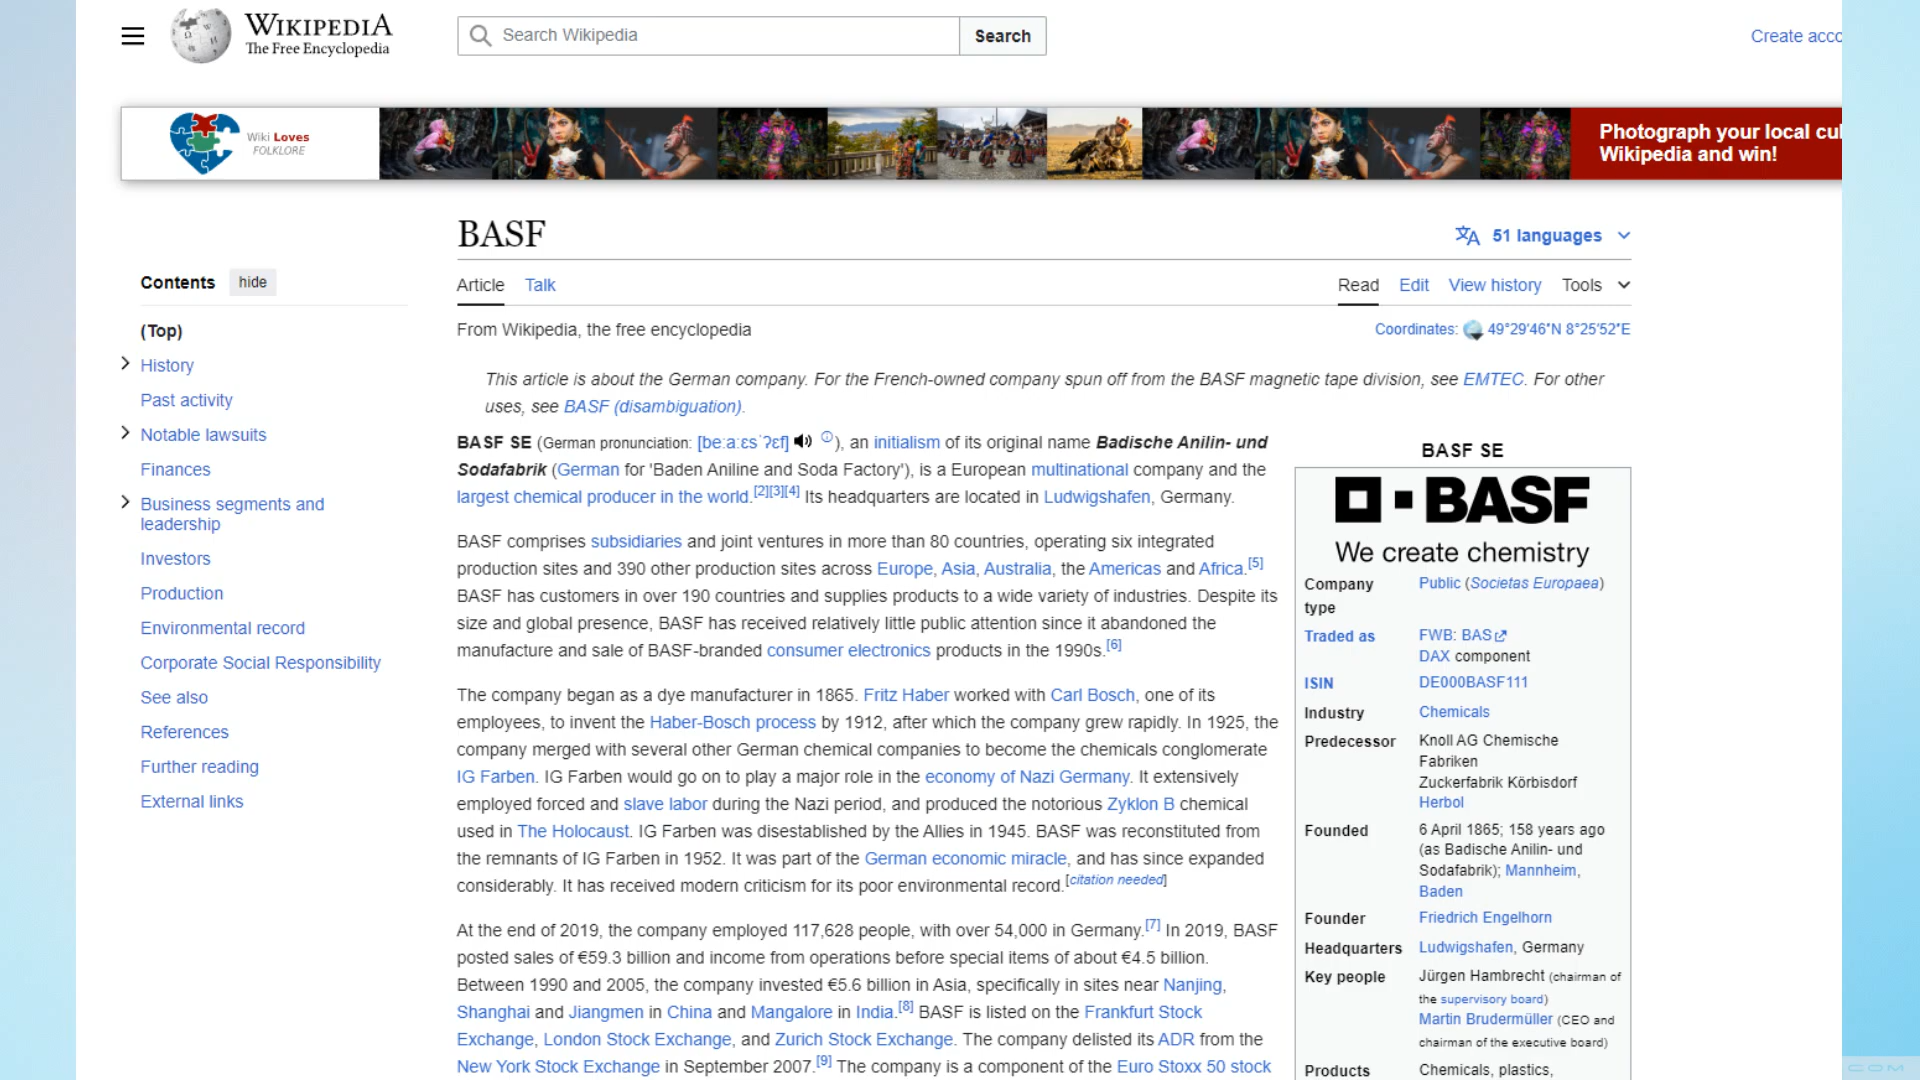 WIKIPEDIA
The Free Encyclopedia
Search Wikipedia
Search
Create acco
Wiki Loves
FOLKLORE
Photograph your local cul
Wikipedia and win!
BASF
51 languages
Contents
hide
(Top)
History
Past activity
Notable lawsuits
Finances
Business segments and
leadership
Investors
Production
Environmental record
Corporate Social Responsibility
See also
References
Further reading
External links
Article
Talk
Read
Edit
View history
Tools
From Wikipedia, the free encyclopedia
Coordinates: 49°29′46″N 8°25′52″E
This article is about the German company. For the French-owned company spun off from the BASF magnetic tape division, see EMTEC. For other
uses, see BASF (disambiguation).
BASF SE (German pronunciation: [beːaːɛsˈʔɛf] ⓘ), an initialism of its original name Badische Anilin- und
Sodafabrik (German for 'Baden Aniline and Soda Factory'), is a European multinational company and the
largest chemical producer in the world.[2][3][4] Its headquarters are located in Ludwigshafen, Germany.
BASF comprises subsidiaries and joint ventures in more than 80 countries, operating six integrated
production sites and 390 other production sites across Europe, Asia, Australia, the Americas and Africa.[5]
BASF has customers in over 190 countries and supplies products to a wide variety of industries. Despite its
size and global presence, BASF has received relatively little public attention since it abandoned the
manufacture and sale of BASF-branded consumer electronics products in the 1990s.[6]
The company began as a dye manufacturer in 1865. Fritz Haber worked with Carl Bosch, one of its
employees, to invent the Haber-Bosch process by 1912, after which the company grew rapidly. In 1925, the
company merged with several other German chemical companies to become the chemicals conglomerate
IG Farben. IG Farben would go on to play a major role in the economy of Nazi Germany. It extensively
employed forced and slave labor during the Nazi period, and produced the notorious Zyklon B chemical
used in The Holocaust. IG Farben was disestablished by the Allies in 1945. BASF was reconstituted from
the remnants of IG Farben in 1952. It was part of the German economic miracle, and has since expanded
considerably. It has received modern criticism for its poor environmental record.[citation needed]
At the end of 2019, the company employed 117,628 people, with over 54,000 in Germany.[7] In 2019, BASF
posted sales of €59.3 billion and income from operations before special items of about €4.5 billion.
Between 1990 and 2005, the company invested €5.6 billion in Asia, specifically in sites near Nanjing,
Shanghai and Jiangmen in China and Mangalore in India.[8] BASF is listed on the Frankfurt Stock
Exchange, London Stock Exchange, and Zurich Stock Exchange. The company delisted its ADR from the
New York Stock Exchange in September 2007.[9] The company is a component of the Euro Stoxx 50 stock
BASF SE
BASF
We create chemistry
Company
type
Public (Societas Europaea)
Traded as
FWB: BAS
DAX component
ISIN
DE000BASF111
Industry
Chemicals
Predecessor
Knoll AG Chemische
Fabriken
Zuckerfabrik Körbisdorf
Herbol
Founded
6 April 1865; 158 years ago
(as Badische Anilin- und
Sodafabrik); Mannheim,
Baden
Founder
Friedrich Engelhorn
Headquarters
Ludwigshafen, Germany
Key people
Jürgen Hambrecht (chairman of
the supervisory board)
Martin Brudermüller (CEO and
chairman of the executive board)
Products
Chemicals, plastics,
COM